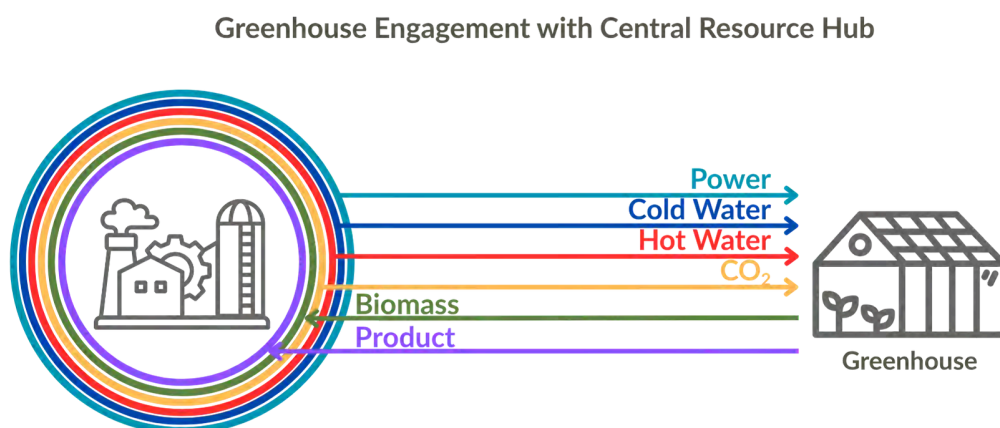 Greenhouse Engagement with Central Resource Hub
Power
Cold Water
Hot Water
CO₂
Biomass
Product
Greenhouse